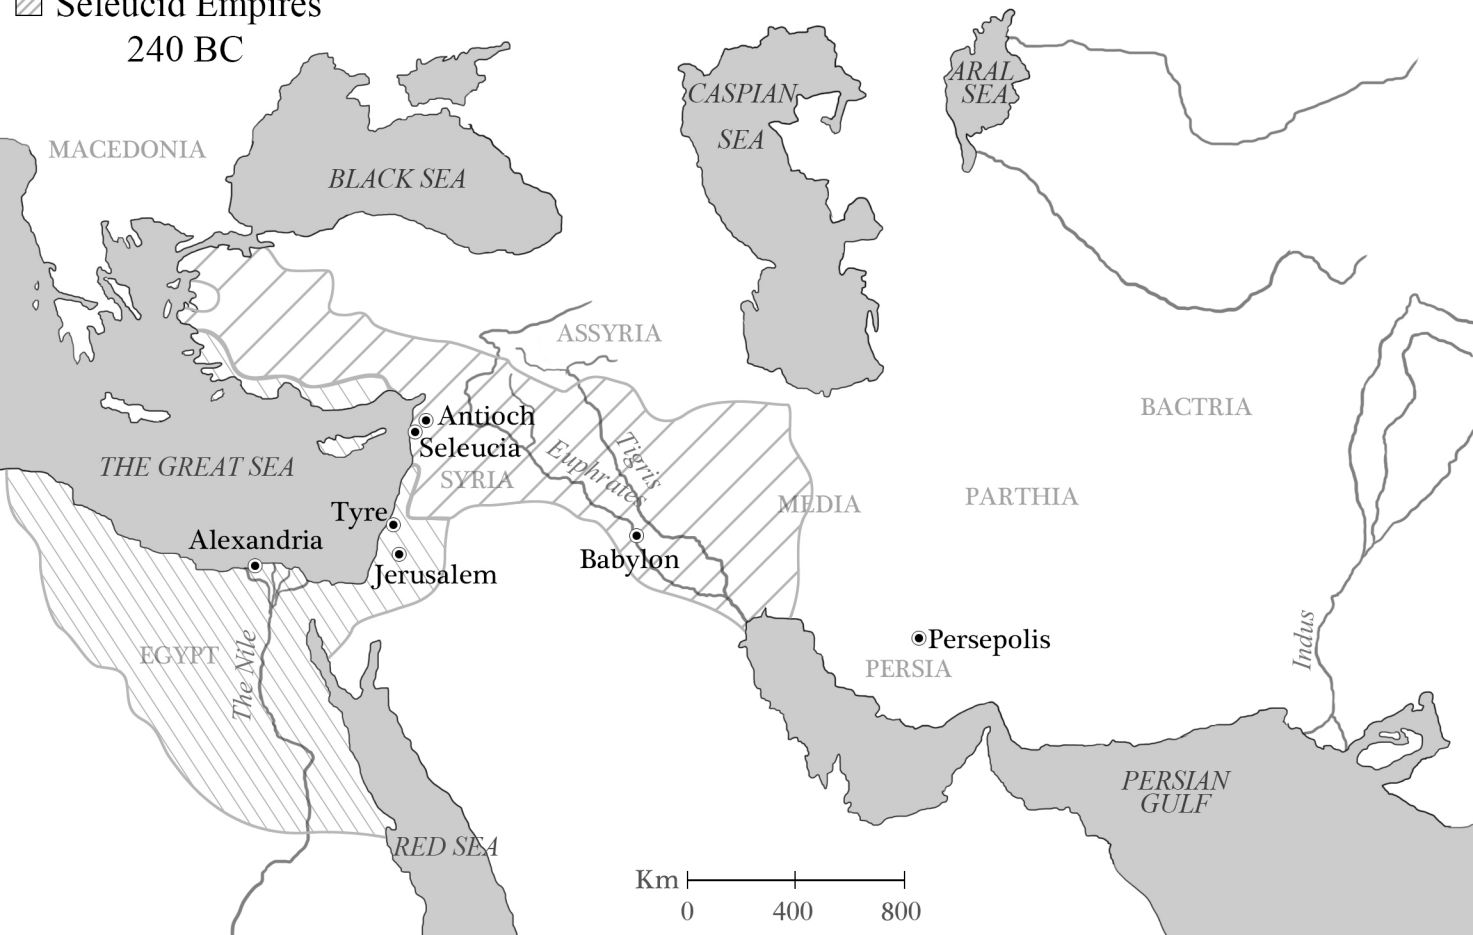 Seleucid Empires
240 BC
MACEDONIA
BLACK SEA
CASPIAN
SEA
ARAL
SEA
ASSYRIA
BACTRIA
Antioch
Seleucia
THE GREAT SEA
SYRIA
Euphrates
Tigris
MEDIA
PARTHIA
Tyre
Alexandria
Jerusalem
Babylon
EGYPT
The Nile
Persepolis
PERSIA
Indus
PERSIAN
GULF
RED SEA
Km
0 400 800